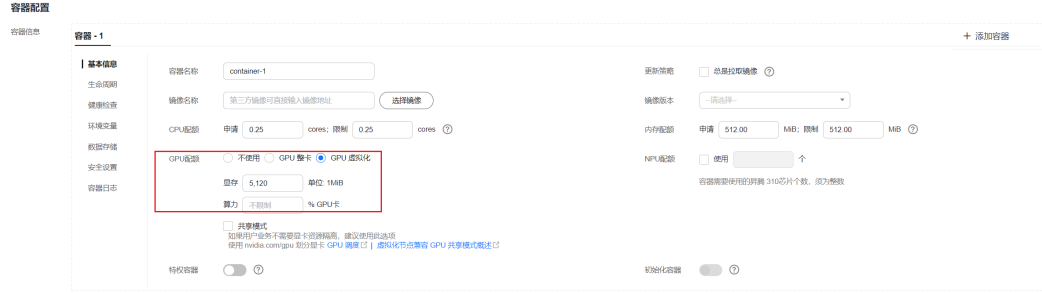 容器配置
容器信息
容器 - 1
+ 添加容器
基本信息
生命周期
健康检查
环境变量
数据存储
安全设置
容器日志
容器名称 container-1
更新策略 总是拉取镜像 ?
镜像名称 第三方镜像可直接输入镜像地址 选择镜像
镜像版本 --请选择--
CPU配额 申请 0.25 cores; 限制 0.25 cores ?
内存配额 申请 512.00 MiB; 限制 512.00 MiB ?
GPU配额 不使用 GPU 整卡 GPU 虚拟化
NPU配额 使用 个
显存 5,120 单位: 1MiB
容器需要使用的昇腾 310芯片个数，须为整数
算力 不限制 % GPU卡
共享模式
如果用户业务不需要显卡资源隔离，建议使用此选项
使用 nvidia.com/gpu 划分显卡 GPU 调度 | 虚拟化节点兼容 GPU 共享模式概述
特权容器 ?
初始化容器 ?